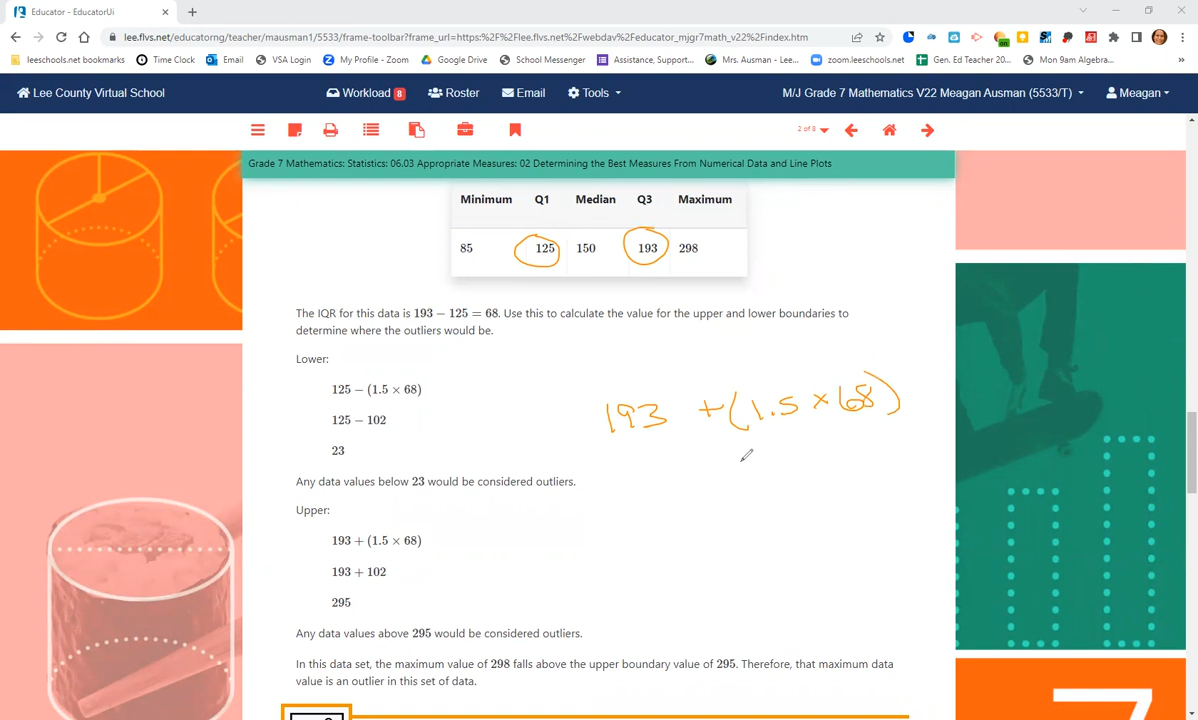 Educator - EducatorUi
lee.flvs.net/educatorng/teacher/mausman1/5533/frame-toolbar?frame_url=https:%2F%2Flee.flvs.net%2Fwebdav%2Feducator_mjgr7math_v22%2Findex.htm
leeschools.net bookmarks Time Clock Email VSA Login My Profile - Zoom Google Drive School Messenger Assistance, Support,... Mrs. Ausman - Lee... zoom.leeschools.net Gen. Ed Teacher 20... Mon 9am Algebra... »
Lee County Virtual School Workload 8 Roster Email Tools M/J Grade 7 Mathematics V22 Meagan Ausman (5533/T) Meagan
2 of 8
Grade 7 Mathematics: Statistics: 06.03 Appropriate Measures: 02 Determining the Best Measures From Numerical Data and Line Plots
Minimum Q1 Median Q3 Maximum
85 125 150 193 298
The IQR for this data is 193 − 125 = 68. Use this to calculate the value for the upper and lower boundaries to
determine where the outliers would be.
Lower:
125 − (1.5 × 68)
193 + (1.5 × 68)
125 − 102
23
Any data values below 23 would be considered outliers.
Upper:
193 + (1.5 × 68)
193 + 102
295
Any data values above 295 would be considered outliers.
In this data set, the maximum value of 298 falls above the upper boundary value of 295. Therefore, that maximum data
value is an outlier in this set of data.